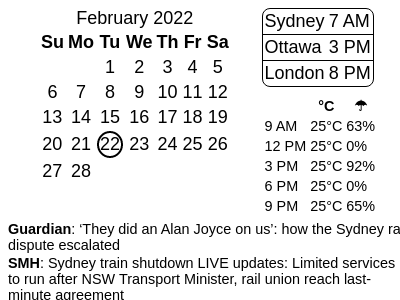 February 2022
Su Mo Tu We Th Fr Sa
1 2 3 4 5
6 7 8 9 10 11 12
13 14 15 16 17 18 19
20 21 22 23 24 25 26
27 28
Sydney 7 AM
Ottawa 3 PM
London 8 PM
°C ☂
9 AM 25°C 63%
12 PM 25°C 0%
3 PM 25°C 92%
6 PM 25°C 0%
9 PM 25°C 65%
Guardian: ‘They did an Alan Joyce on us’: how the Sydney ra
dispute escalated
SMH: Sydney train shutdown LIVE updates: Limited services
to run after NSW Transport Minister, rail union reach last-
minute agreement